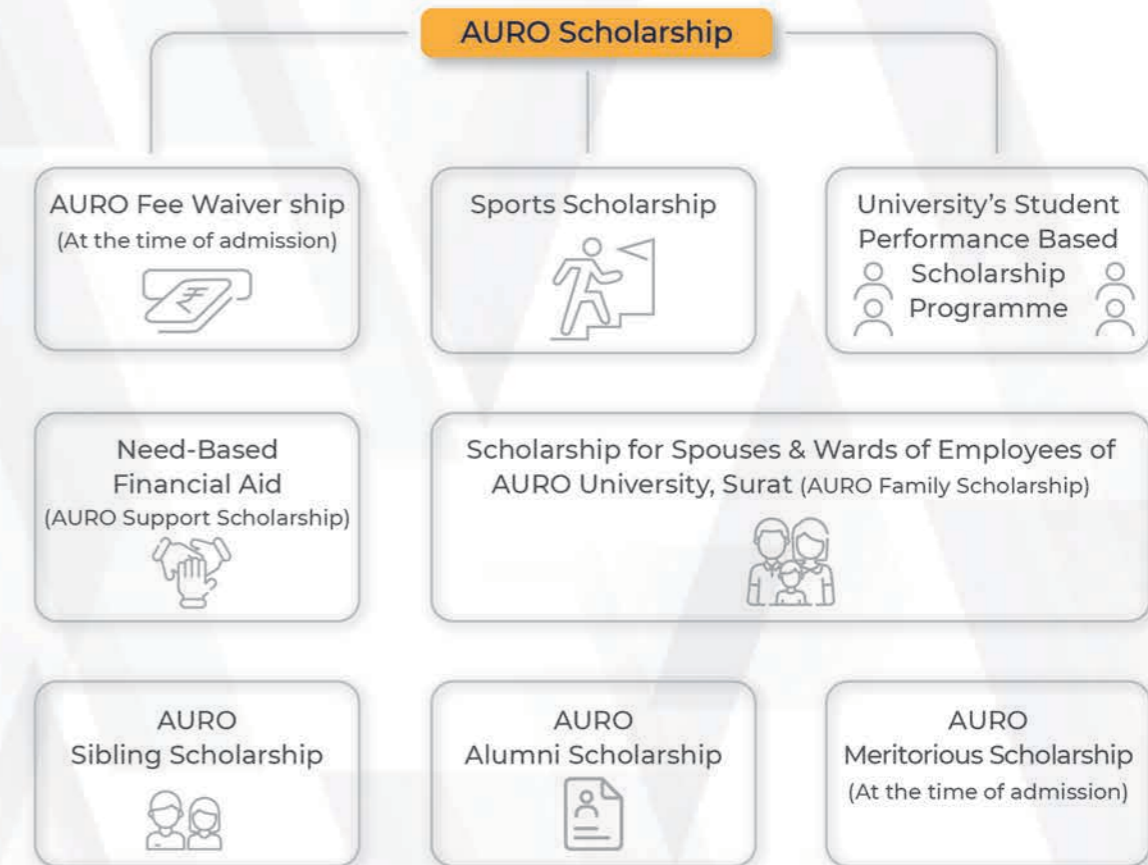 AURO Scholarship
AURO Fee Waiver ship
(At the time of admission)
₹
Sports Scholarship
University's Student
Performance Based
Scholarship
Programme
Need-Based
Financial Aid
(AURO Support Scholarship)
Scholarship for Spouses & Wards of Employees of
AURO University, Surat (AURO Family Scholarship)
AURO
Sibling Scholarship
AURO
Alumni Scholarship
AURO
Meritorious Scholarship
(At the time of admission)